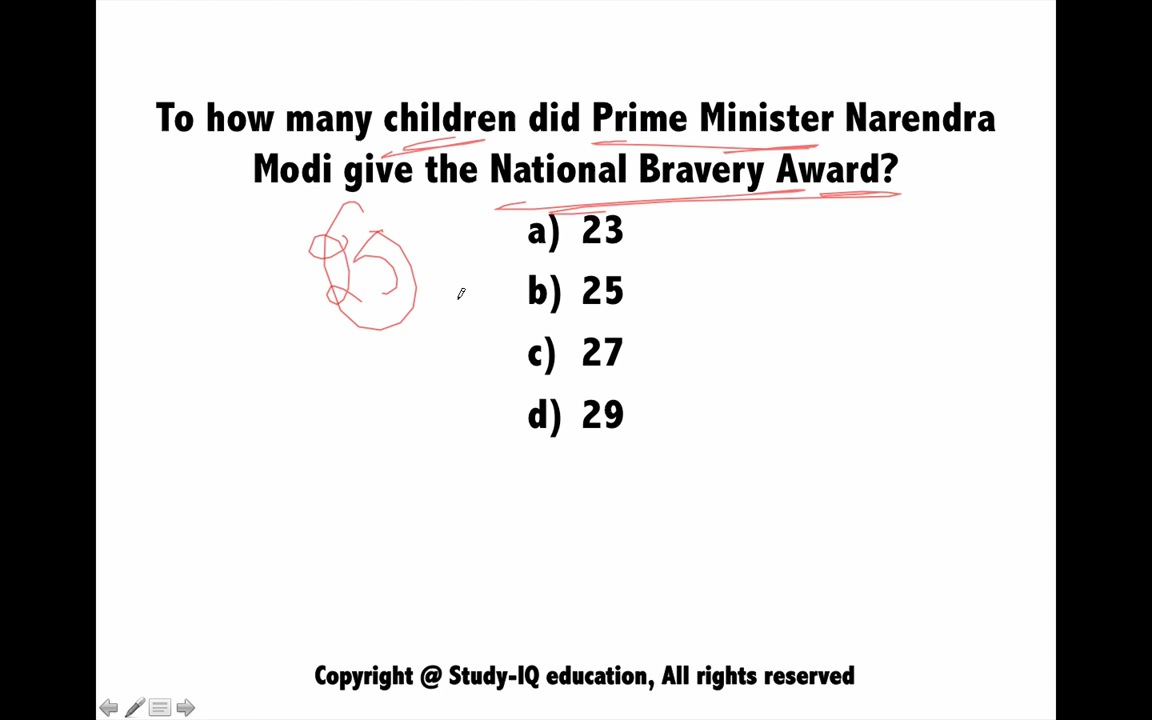 To how many children did Prime Minister Narendra
Modi give the National Bravery Award?
a) 23
b) 25
c) 27
d) 29
Copyright @ Study-IQ education, All rights reserved